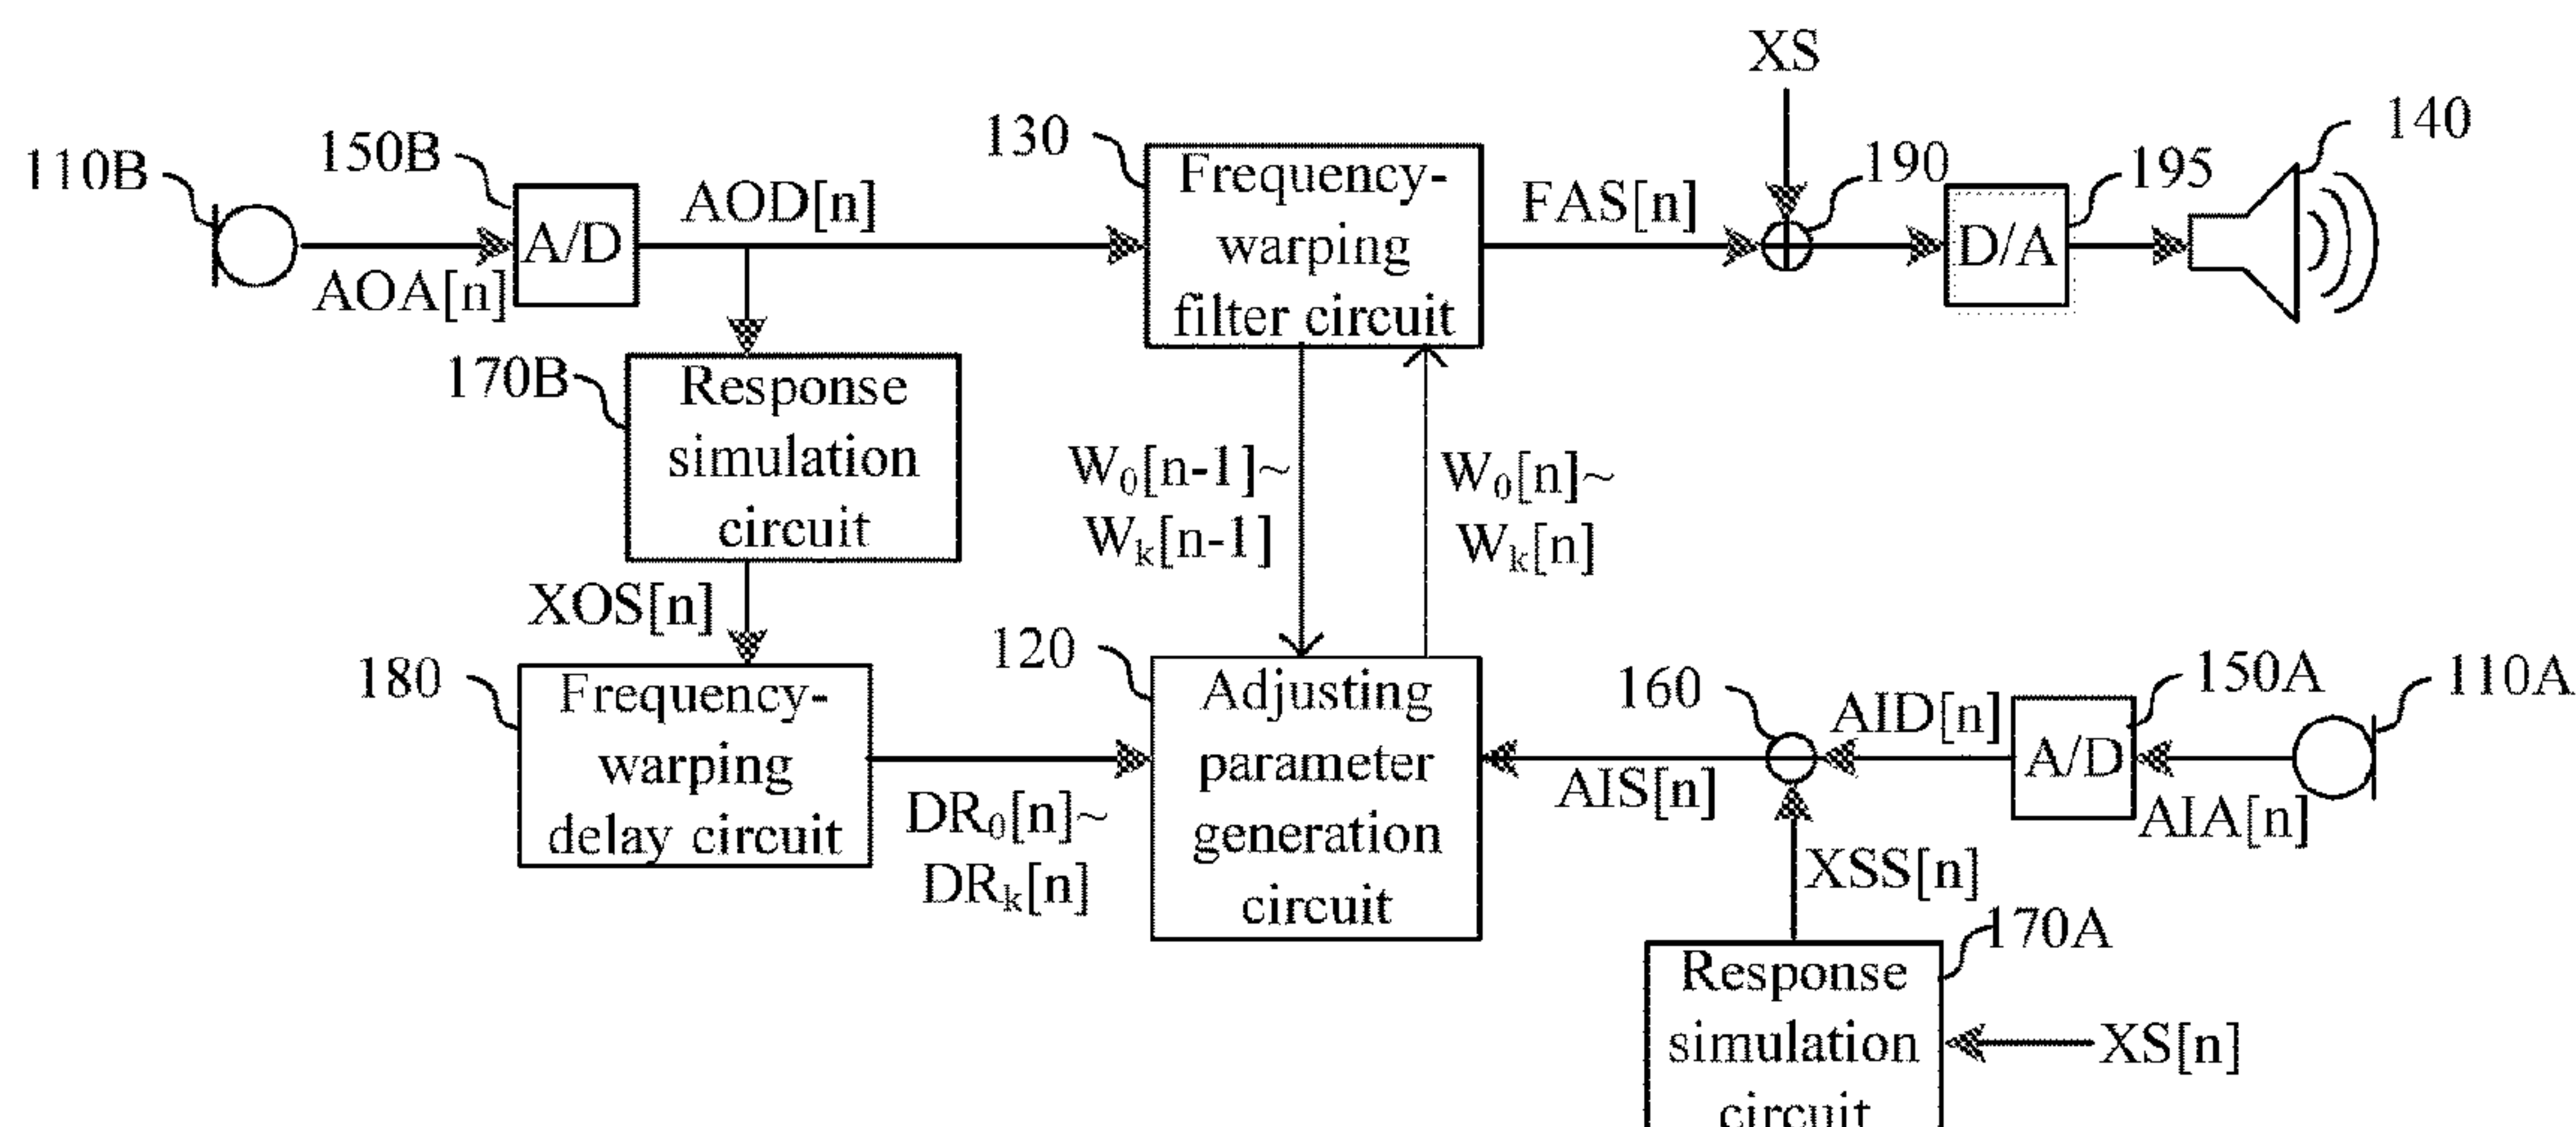 XS
110B
150B
A/D
AOD[n]
AOA[n]
130
Frequency-
warping
filter circuit
FAS[n]
190
195
D/A
140
170B
Response
simulation
circuit
W₀[n-1]~
Wₖ[n-1]
W₀[n]~
Wₖ[n]
XOS[n]
180
Frequency-
warping
delay circuit
DR₀[n]~
DRₖ[n]
120
Adjusting
parameter
generation
circuit
160
AIS[n]
AID[n]
150A
A/D
110A
AIA[n]
XSS[n]
170A
Response
simulation
circuit
XS[n]